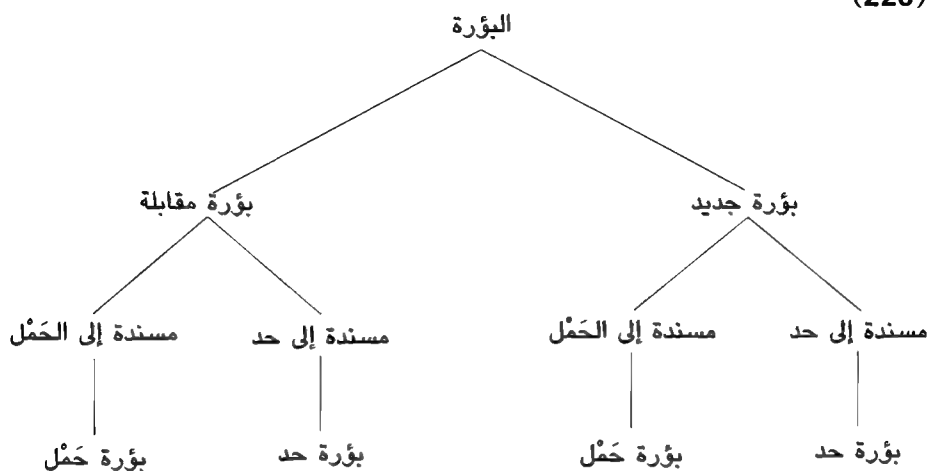 البؤرة
بؤرة جديد بؤرة مقابلة
مسندة إلى حد مسندة إلى الحَمْل مسندة إلى حد مسندة إلى الحَمْل
بؤرة حد بؤرة حَمْل بؤرة حد بؤرة حَمْل